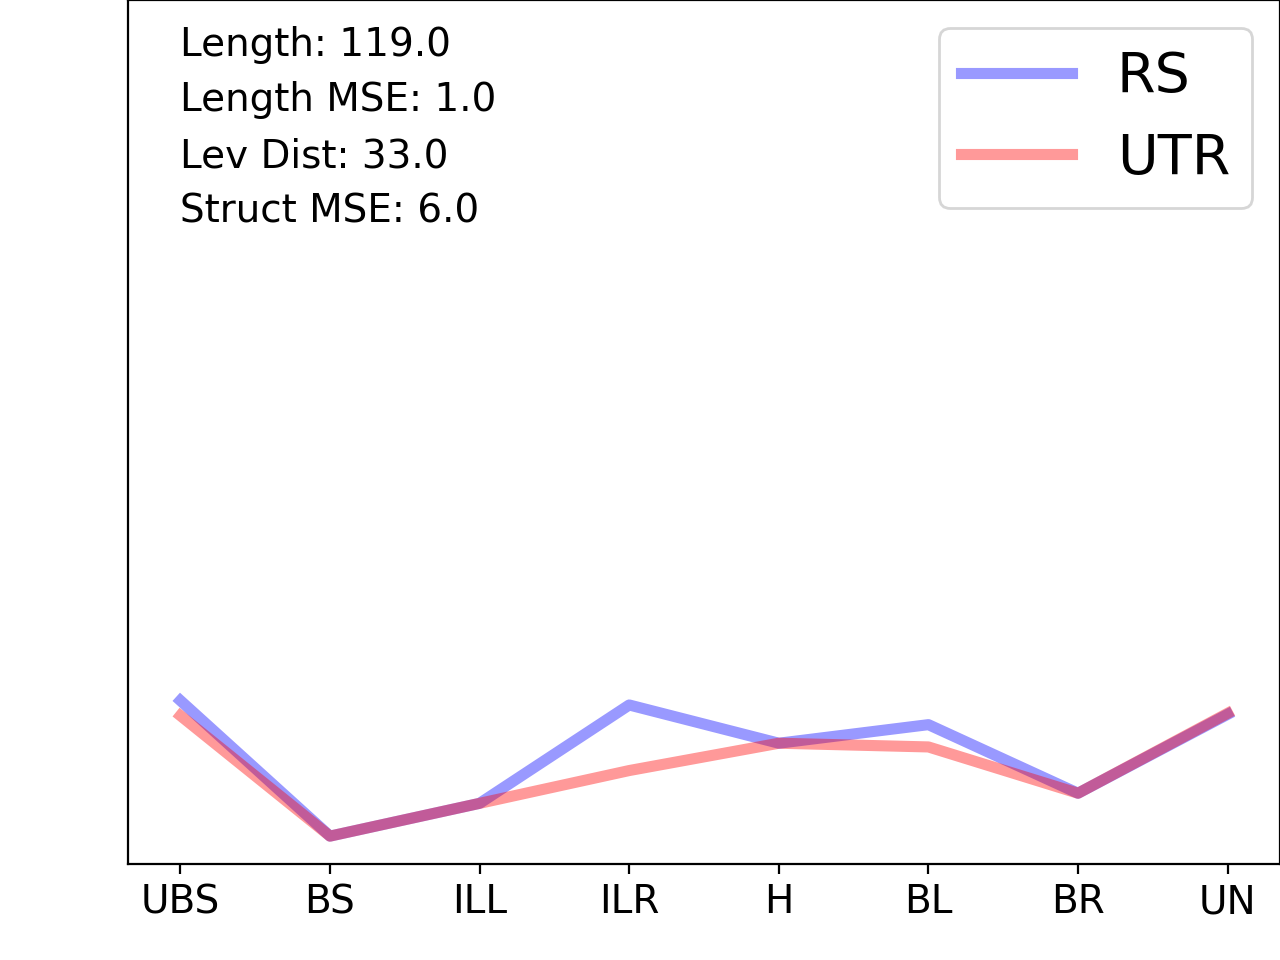 Length: 119.0
Length MSE: 1.0
Lev Dist: 33.0
Struct MSE: 6.0
RS
UTR
UBS BS ILL ILR H BL BR UN